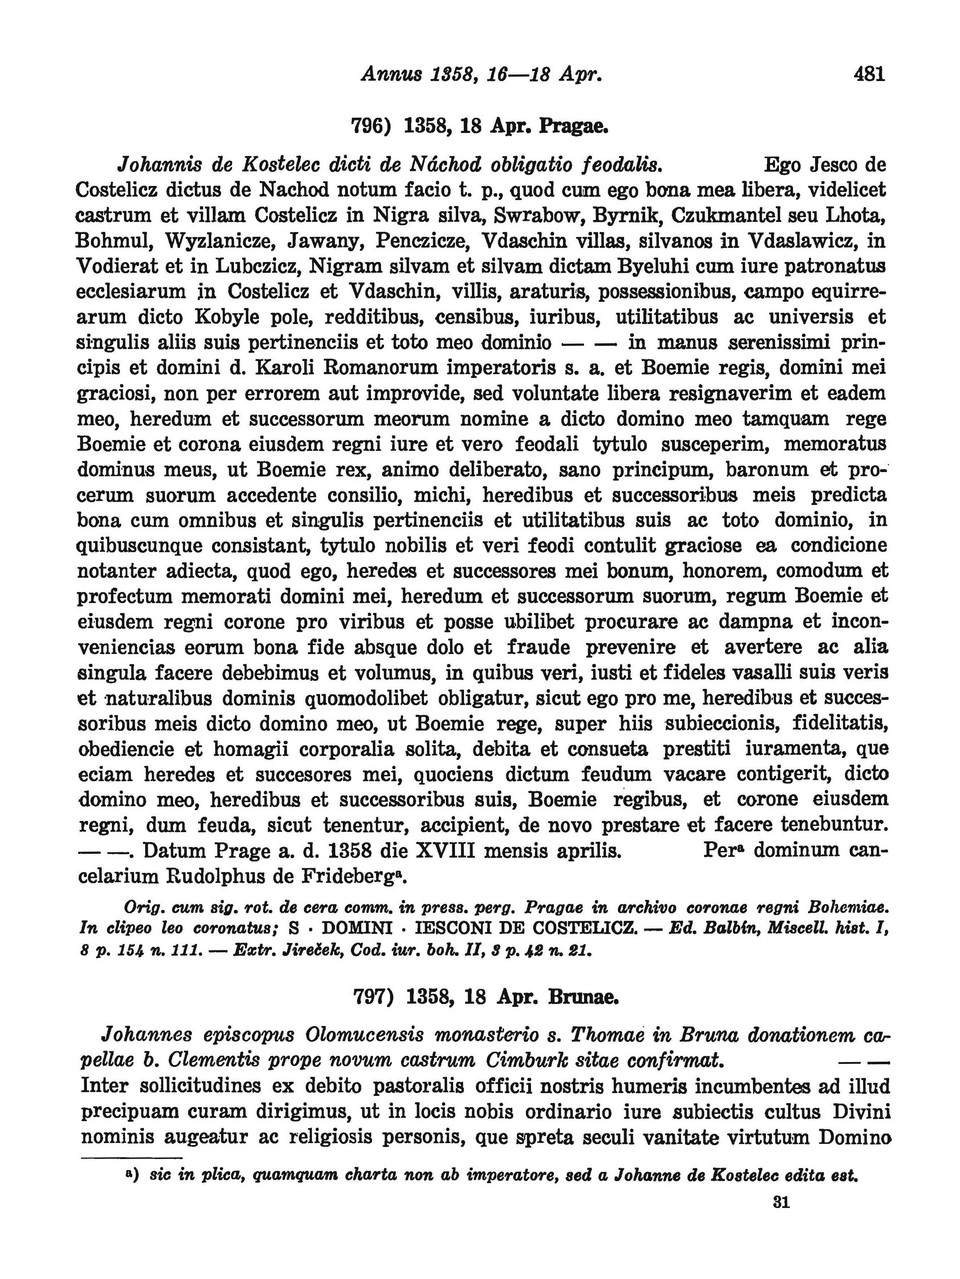 Annus 1358, 16—18 Apr. 481
796) 1358, 18 Apr. Pragae.
Johannis de Kostelec dicti de Náchod obligatio feodalis. Ego Jesco de
Costelicz dictus de Nachod notum facio t. p., quod cum ego bona mea libera, videlicet
castrum et villam Costelicz in Nigra silva, Swrabow, Byrnik, Czukmantel seu Lhota,
Bohmul, Wyzlanicze, Jawany, Penczicze, Vdaschin villas, silvanos in Vdaslawicz, in
Vodierat et in Lubczicz, Nigram silvam et silvam dictam Byeluhi cum iure patronatus
ecclesiarum in Costelicz et Vdaschin, villis, araturis, possessionibus, campo equirre-
arum dicto Kobyle pole, redditibus, censibus, iuribus, utilitatibus ac universis et
singulis aliis suis pertinenciis et toto meo dominio — — in manus serenissimi prin-
cipis et domini d. Karoli Romanorum imperatoris s. a. et Boemie regis, domini mei
graciosi, non per errorem aut improvide, sed voluntate libera resignaverim et eadem
meo, heredum et successorum meorum nomine a dicto domino meo tamquam rege
Boemie et corona eiusdem regni iure et vero feodali tytulo susceperim, memoratus
dominus meus, ut Boemie rex, animo deliberato, sano principum, baronum et pro-
cerum suorum accedente consilio, michi, heredibus et successoribus meis predicta
bona cum omnibus et singulis pertinenciis et utilitatibus suis ac toto dominio, in
quibuscunque consistant, tytulo nobilis et veri feodi contulit graciose ea condicione
notanter adiecta, quod ego, heredes et successores mei bonum, honorem, comodum et
profectum memorati domini mei, heredum et successorum suorum, regum Boemie et
eiusdem regni corone pro viribus et posse ubilibet procurare ac dampna et incon-
veniencias eorum bona fide absque dolo et fraude prevenire et avertere ac alia
singula facere debebimus et volumus, in quibus veri, iusti et fideles vasalli suis veris
et naturalibus dominis quomodolibet obligatur, sicut ego pro me, heredibus et succes-
soribus meis dicto domino meo, ut Boemie rege, super hiis subieccionis, fidelitatis,
obediencie et homagii corporalia solita, debita et consueta prestiti iuramenta, que
eciam heredes et succesores mei, quociens dictum feudum vacare contigerit, dicto
domino meo, heredibus et successoribus suis, Boemie regibus, et corone eiusdem
regni, dum feuda, sicut tenentur, accipient, de novo prestare et facere tenebuntur.
— —. Datum Prage a. d. 1358 die XVIII mensis aprilis. Perᵃ dominum can-
celarium Rudolphus de Fridebergᵃ.
Orig. cum sig. rot. de cera comm. in press. perg. Pragae in archivo coronae regni Bohemiae.
In clipeo leo coronatus; S · DOMINI · IESCONI DE COSTELICZ. — Ed. Balbín, Miscell. hist. I,
8 p. 154 n. 111. — Extr. Jireček, Cod. iur. boh. II, 3 p. 42 n. 21.
797) 1358, 18 Apr. Brunae.
Johannes episcopus Olomucensis monasterio s. Thomae in Bruna donationem ca-
pellae b. Clementis prope novum castrum Cimburk sitae confirmat. — —
Inter sollicitudines ex debito pastoralis officii nostris humeris incumbentes ad illud
precipuam curam dirigimus, ut in locis nobis ordinario iure subiectis cultus Divini
nominis augeatur ac religiosis personis, que spreta seculi vanitate virtutum Domino
ᵃ) sic in plica, quamquam charta non ab imperatore, sed a Johanne de Kostelec edita est.
31